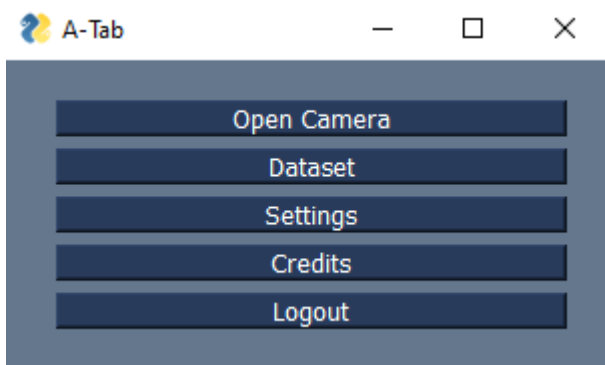 A-Tab
Open Camera
Dataset
Settings
Credits
Logout